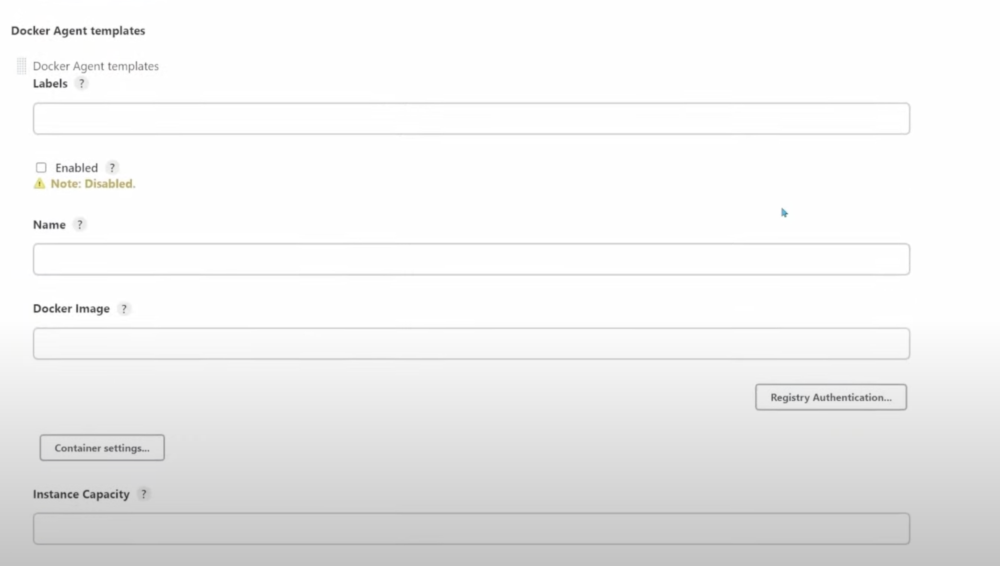 Docker Agent templates
Docker Agent templates
Labels ?
Enabled ?
Note: Disabled.
Name ?
Docker Image ?
Registry Authentication...
Container settings...
Instance Capacity ?